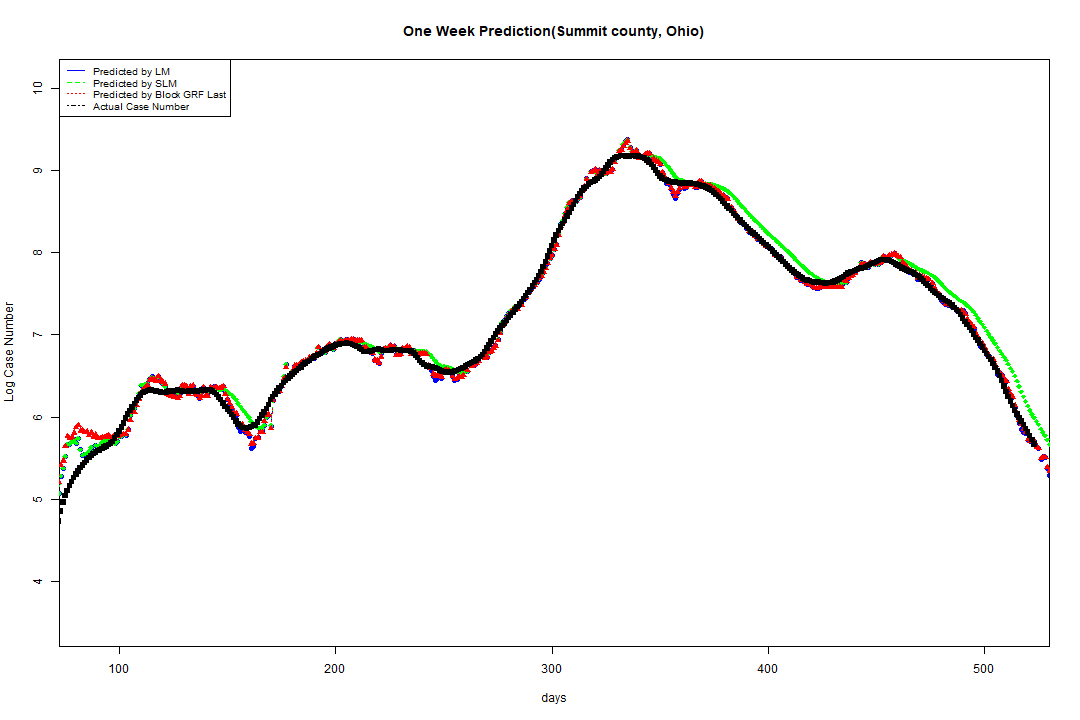 One Week Prediction(Summit county, Ohio)
Predicted by LM
Predicted by SLM
Predicted by Block GRF Last
Actual Case Number
10
9
8
7
6
5
4
Log Case Number
100 200 300 400 500
days